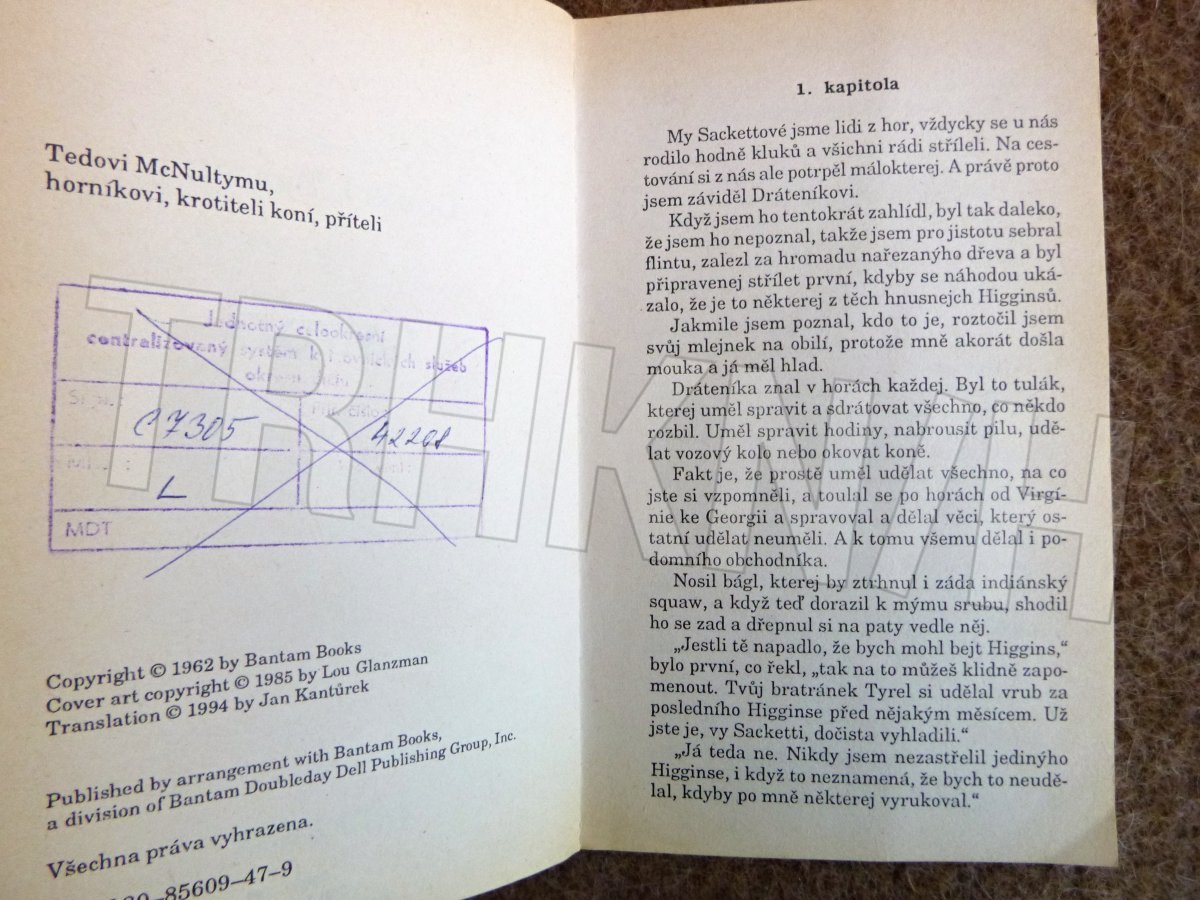 Tedovi McNultymu,
horníkovi, krotiteli koní, příteli
Jednotný celookresní
centralizovaný systém knihovnických služeb
okresu
C 7305
42208
L
MDT
Copyright © 1962 by Bantam Books
Cover art copyright © 1985 by Lou Glanzman
Translation © 1994 by Jan Kantůrek
Published by arrangement with Bantam Books,
a division of Bantam Doubleday Dell Publishing Group, Inc.
Všechna práva vyhrazena.
85609–47–9
1. kapitola
My Sackettové jsme lidi z hor, vždycky se u nás
rodilo hodně kluků a všichni rádi stříleli. Na ces-
tování si z nás ale potrpěl málokterej. A právě proto
jsem záviděl Dráteníkovi.
Když jsem ho tentokrát zahlídl, byl tak daleko,
že jsem ho nepoznal, takže jsem pro jistotu sebral
flintu, zalezl za hromadu nařezanýho dřeva a byl
připravenej střílet první, kdyby se náhodou uká-
zalo, že je to některej z těch hnusnejch Higginsů.
Jakmile jsem poznal, kdo to je, roztočil jsem
svůj mlejnek na obilí, protože mně akorát došla
mouka a já měl hlad.
Dráteníka znal v horách každej. Byl to tulák,
kterej uměl spravit a sdrátovat všechno, co někdo
rozbil. Uměl spravit hodiny, nabrousit pilu, udě-
lat vozový kolo nebo okovat koně.
Fakt je, že prostě uměl udělat všechno, na co
jste si vzpomněli, a toulal se po horách od Virgí-
nie ke Georgii a spravoval a dělal věci, který os-
tatní udělat neuměli. A k tomu všemu dělal i po-
domního obchodníka.
Nosil bágl, kterej by ztrhnul i záda indiánský
squaw, a když teď dorazil k mýmu srubu, shodil
ho se zad a dřepnul si na paty vedle něj.
„Jestli tě napadlo, že bych mohl bejt Higgins,“
bylo první, co řekl, „tak na to můžeš klidně zapo-
menout. Tvůj bratránek Tyrel si udělal vrub za
posledního Higginse před nějakým měsícem. Už
jste je, vy Sacketti, dočista vyhladili.“
„Já teda ne. Nikdy jsem nezastřelil jedinýho
Higginse, i když to neznamená, že bych to neudě-
lal, kdyby po mně některej vyrukoval.“